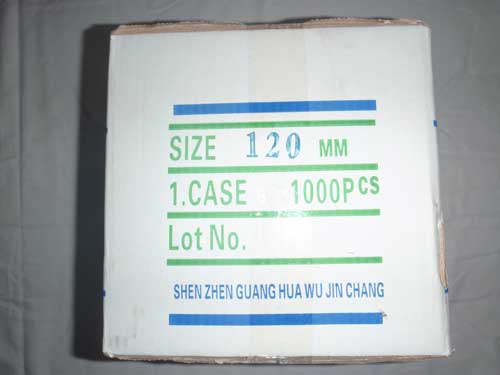 SIZE 120 MM
1.CASE 1000PCS
Lot No.
SHEN ZHEN GUANG HUA WU JIN CHANG